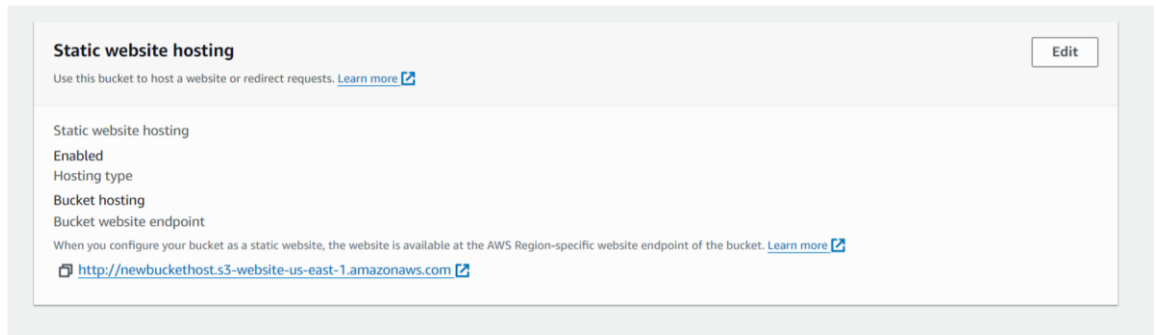 Static website hosting
Edit
Use this bucket to host a website or redirect requests. Learn more
Static website hosting
Enabled
Hosting type
Bucket hosting
Bucket website endpoint
When you configure your bucket as a static website, the website is available at the AWS Region-specific website endpoint of the bucket. Learn more
http://newbuckethost.s3-website-us-east-1.amazonaws.com